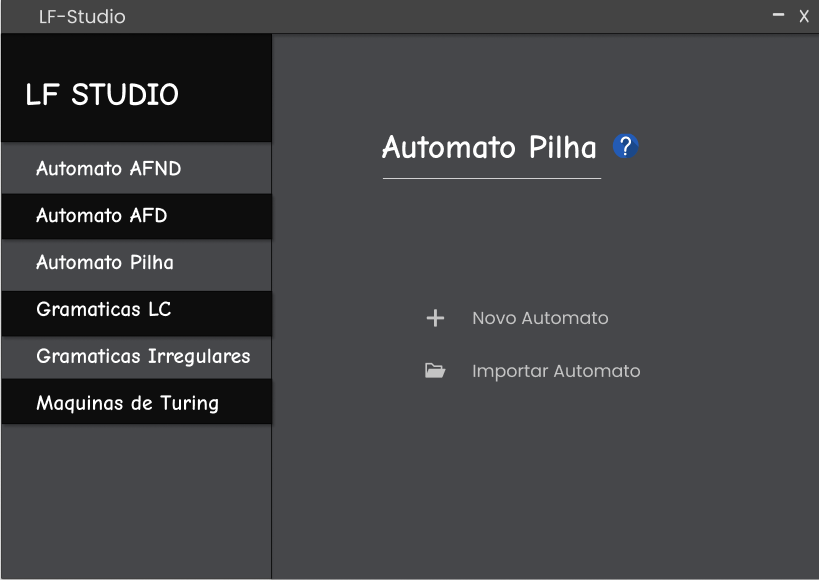 LF-Studio
X
LF STUDIO
Automato AFND
Automato AFD
Automato Pilha
Gramaticas LC
Gramaticas Irregulares
Maquinas de Turing
Automato Pilha ?
Novo Automato
Importar Automato